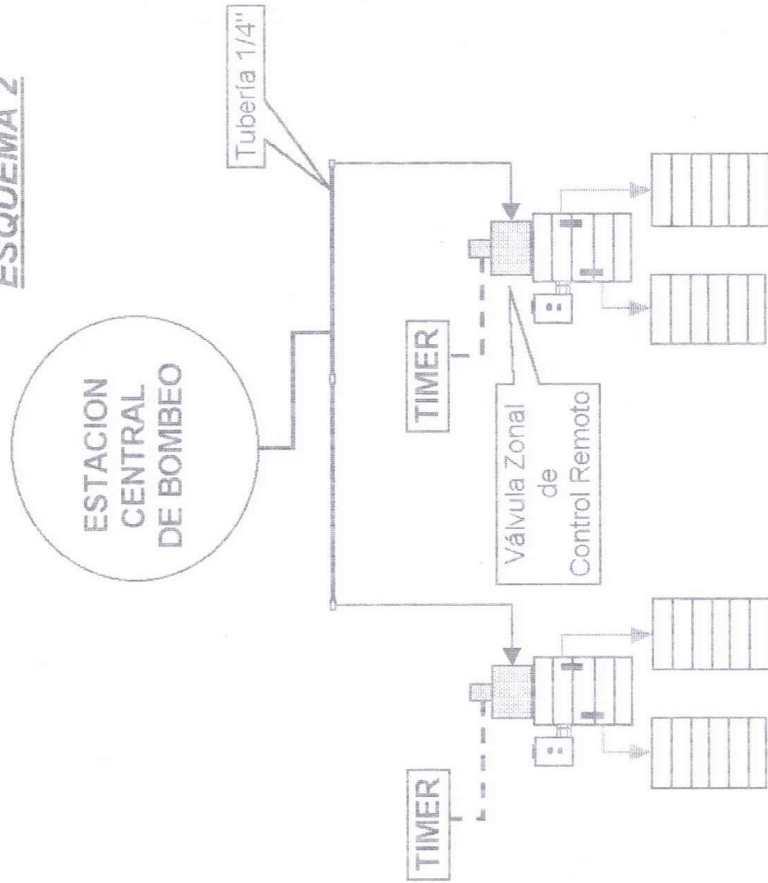 ESQUEMA 2
ESTACION
CENTRAL
DE BOMBEO
Tubería 1/4"
TIMER
Válvula Zonal
de
Control Remoto
TIMER